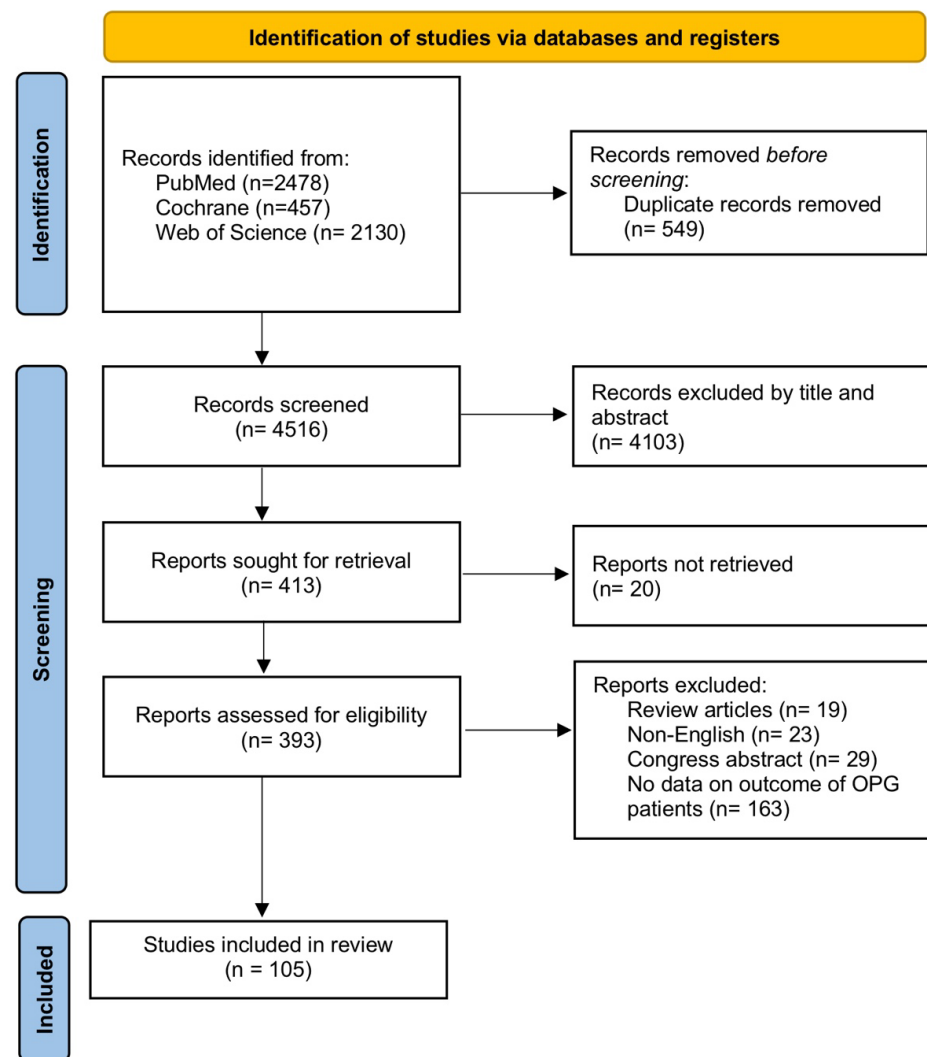 Identification of studies via databases and registers
Identification
Records identified from:
PubMed (n=2478)
Cochrane (n=457)
Web of Science (n= 2130)
Records removed before
screening:
Duplicate records removed
(n= 549)
Screening
Records screened
(n= 4516)
Records excluded by title and
abstract
(n= 4103)
Reports sought for retrieval
(n= 413)
Reports not retrieved
(n= 20)
Reports assessed for eligibility
(n= 393)
Reports excluded:
Review articles (n= 19)
Non-English (n= 23)
Congress abstract (n= 29)
No data on outcome of OPG
patients (n= 163)
Included
Studies included in review
(n = 105)